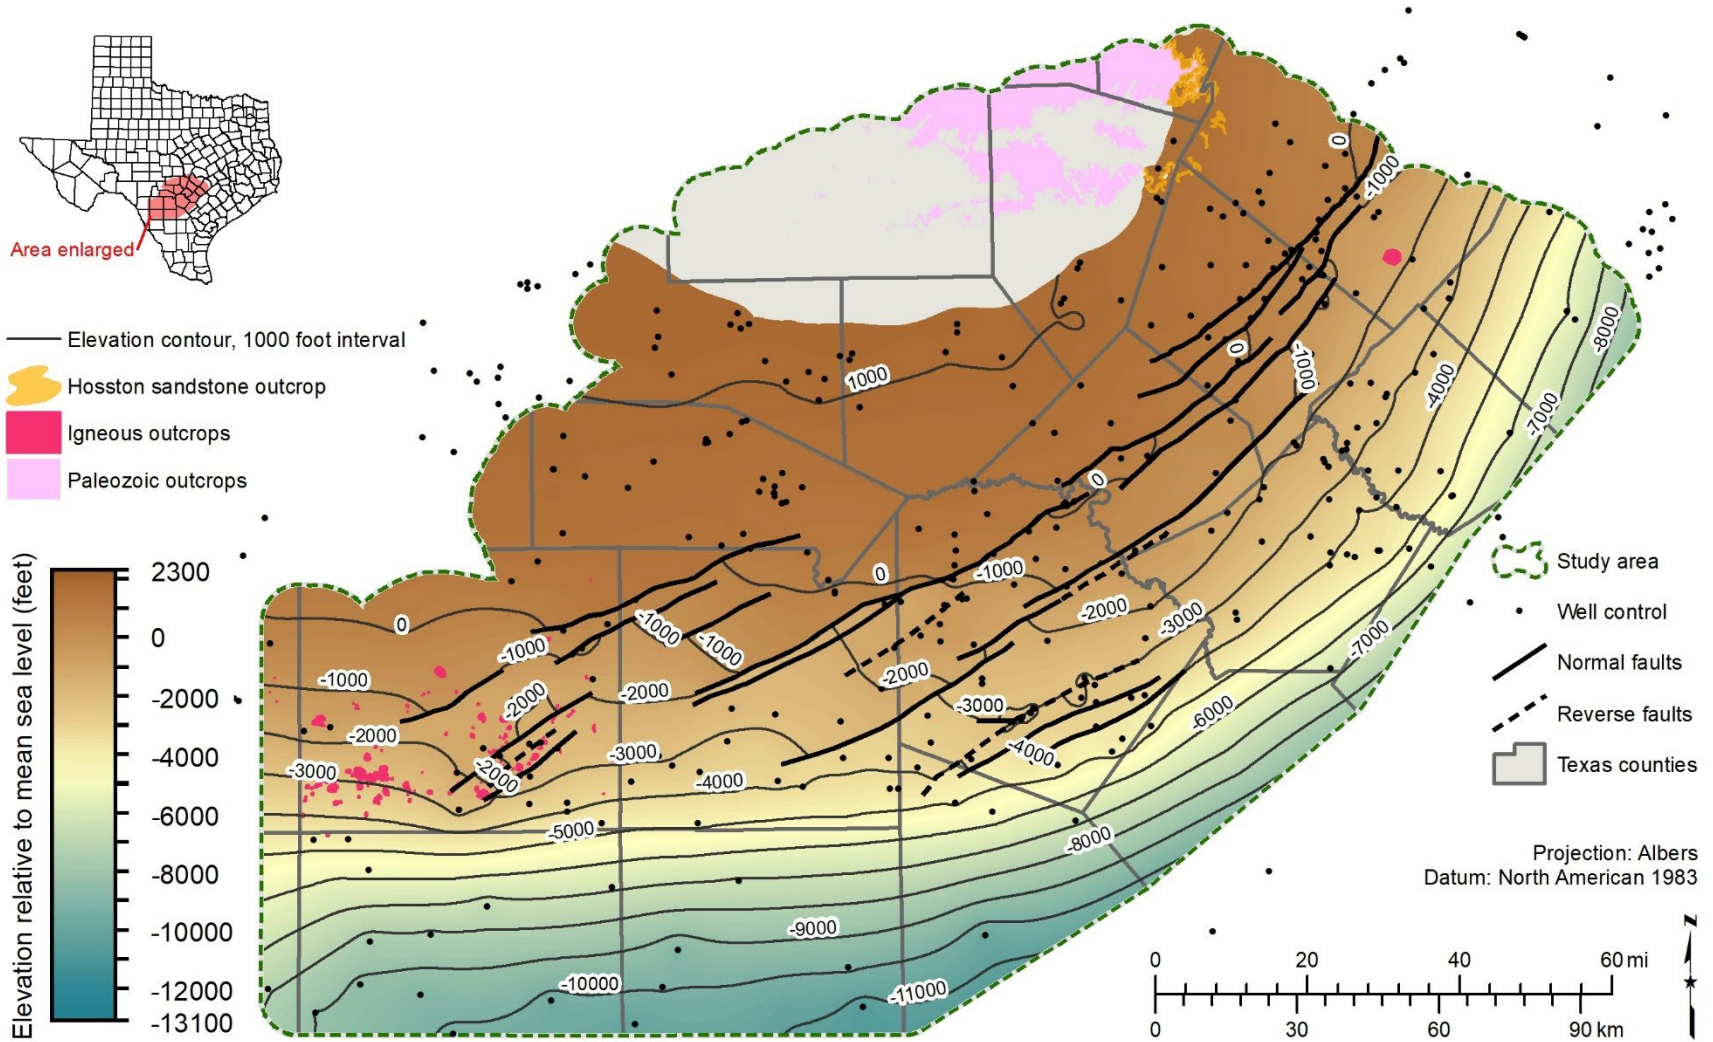 Area enlarged
Elevation contour, 1000 foot interval
Hosston sandstone outcrop
Igneous outcrops
Paleozoic outcrops
Elevation relative to mean sea level (feet)
2300
0
-2000
-4000
-6000
-8000
-10000
-12000
-13100
0
-1000
0
-1000
-8000
-4000
-7000
1000
0
0
-1000
-2000
-3000
-7000
0
-1000
-1000
-1000
-2000
-2000
-2000
-3000
-6000
-1000
-2000
-3000
-2000
-3000
-4000
-4000
-5000
-8000
-9000
-10000
-11000
Study area
Well control
Normal faults
Reverse faults
Texas counties
Projection: Albers
Datum: North American 1983
N
0 20 40 60 mi
0 30 60 90 km